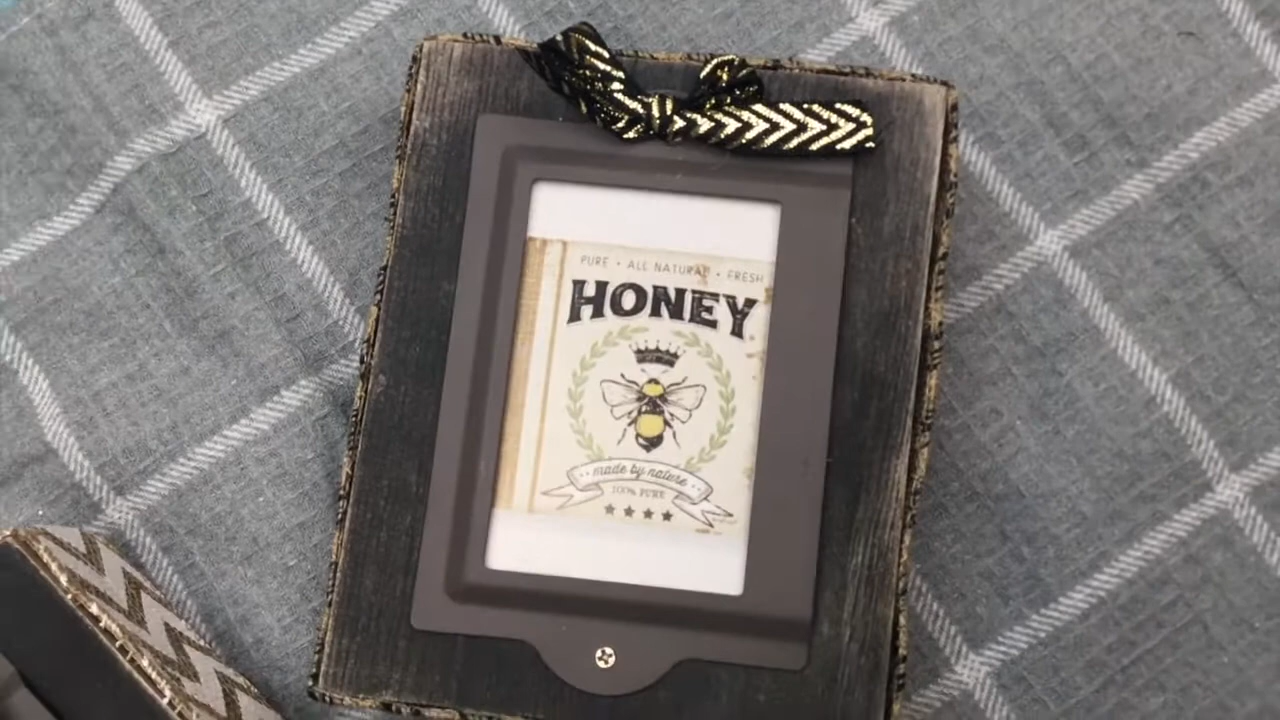 PURE • ALL NATURAL • FRESH
HONEY
•• made by nature ••
100% PURE